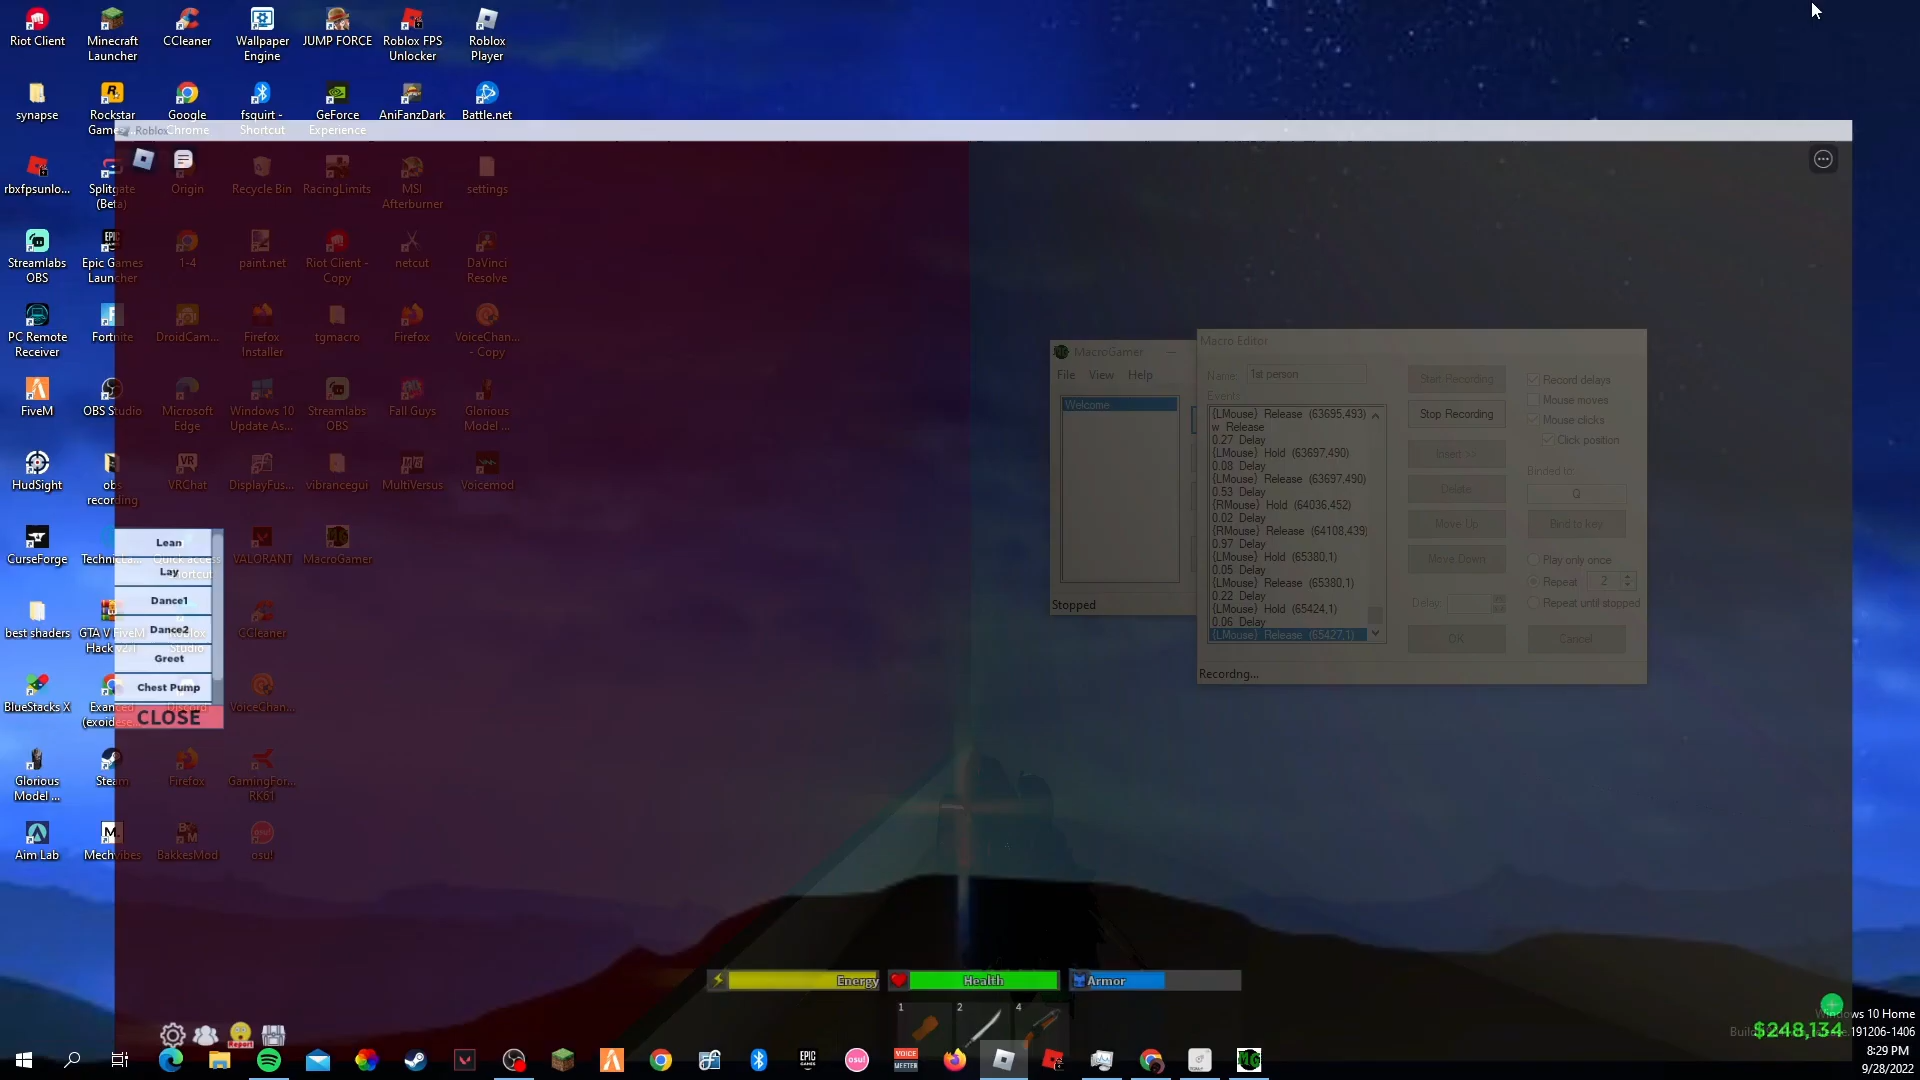 Riot Client
Minecraft Launcher
CCleaner
Wallpaper Engine
JUMP FORCE
Roblox FPS Unlocker
Roblox Player
synapse
Rockstar Game...
Google Chrome
fsquirt - Shortcut
GeForce Experience
AniFanzDark
Battle.net
Roblox
rbxfpsunlo...
Splitgate (Beta)
Origin
Recycle Bin
RacingLimits
MSI Afterburner
settings
Streamlabs OBS
Epic Games Launcher
1-4
paint.net
Riot Client - Copy
netcut
DaVinci Resolve
PC Remote Receiver
Fortnite
DroidCam...
Firefox Installer
tgmacro
Firefox
VoiceChan... - Copy
FiveM
OBS Studio
Microsoft Edge
Windows 10 Update As...
Streamlabs OBS
Fall Guys
Glorious Model ...
HudSight
obs recording
VRChat
DisplayFus...
vibrancegui
MultiVersus
Voicemod
CurseForge
VALORANT
MacroGamer
best shaders
GTA V FiveM
CCleaner
Studio
BlueStacks X
Discord
VoiceChan...
Glorious Model ...
Steam
Firefox
GamingFor... RK61
Aim Lab
Mechvibes
BakkesMod
osu!
Lean
Lay
Dance1
Dance2
Greet
Chest Pump
CLOSE
MacroGamer
File View Help
Welcome
Stopped
Macro Editor
Name: 1st person
Events
{LMouse} Release (63695,493)
w Release
0.27 Delay
{LMouse} Hold (63697,490)
0.08 Delay
{LMouse} Release (63697,490)
0.53 Delay
{RMouse} Hold (64036,452)
0.02 Delay
{RMouse} Release (64108,439)
0.97 Delay
{LMouse} Hold (65380,1)
0.05 Delay
{LMouse} Release (65380,1)
0.22 Delay
{LMouse} Hold (65424,1)
0.06 Delay
{LMouse} Release (65427,1)
Start Recording
Stop Recording
Insert >>
Delete
Move Up
Move Down
Delay:
OK
Record delays
Mouse moves
Mouse clicks
Click position
Binded to:
Q
Bind to key
Play only once
Repeat 2
Repeat until stopped
Cancel
Recordng...
Energy
Health
Armor
1
2
4
Report
$248,134
Windows 10 Home
191206-1406
8:29 PM
9/28/2022
EPIC GAMES
osu!
VOICE MEETER